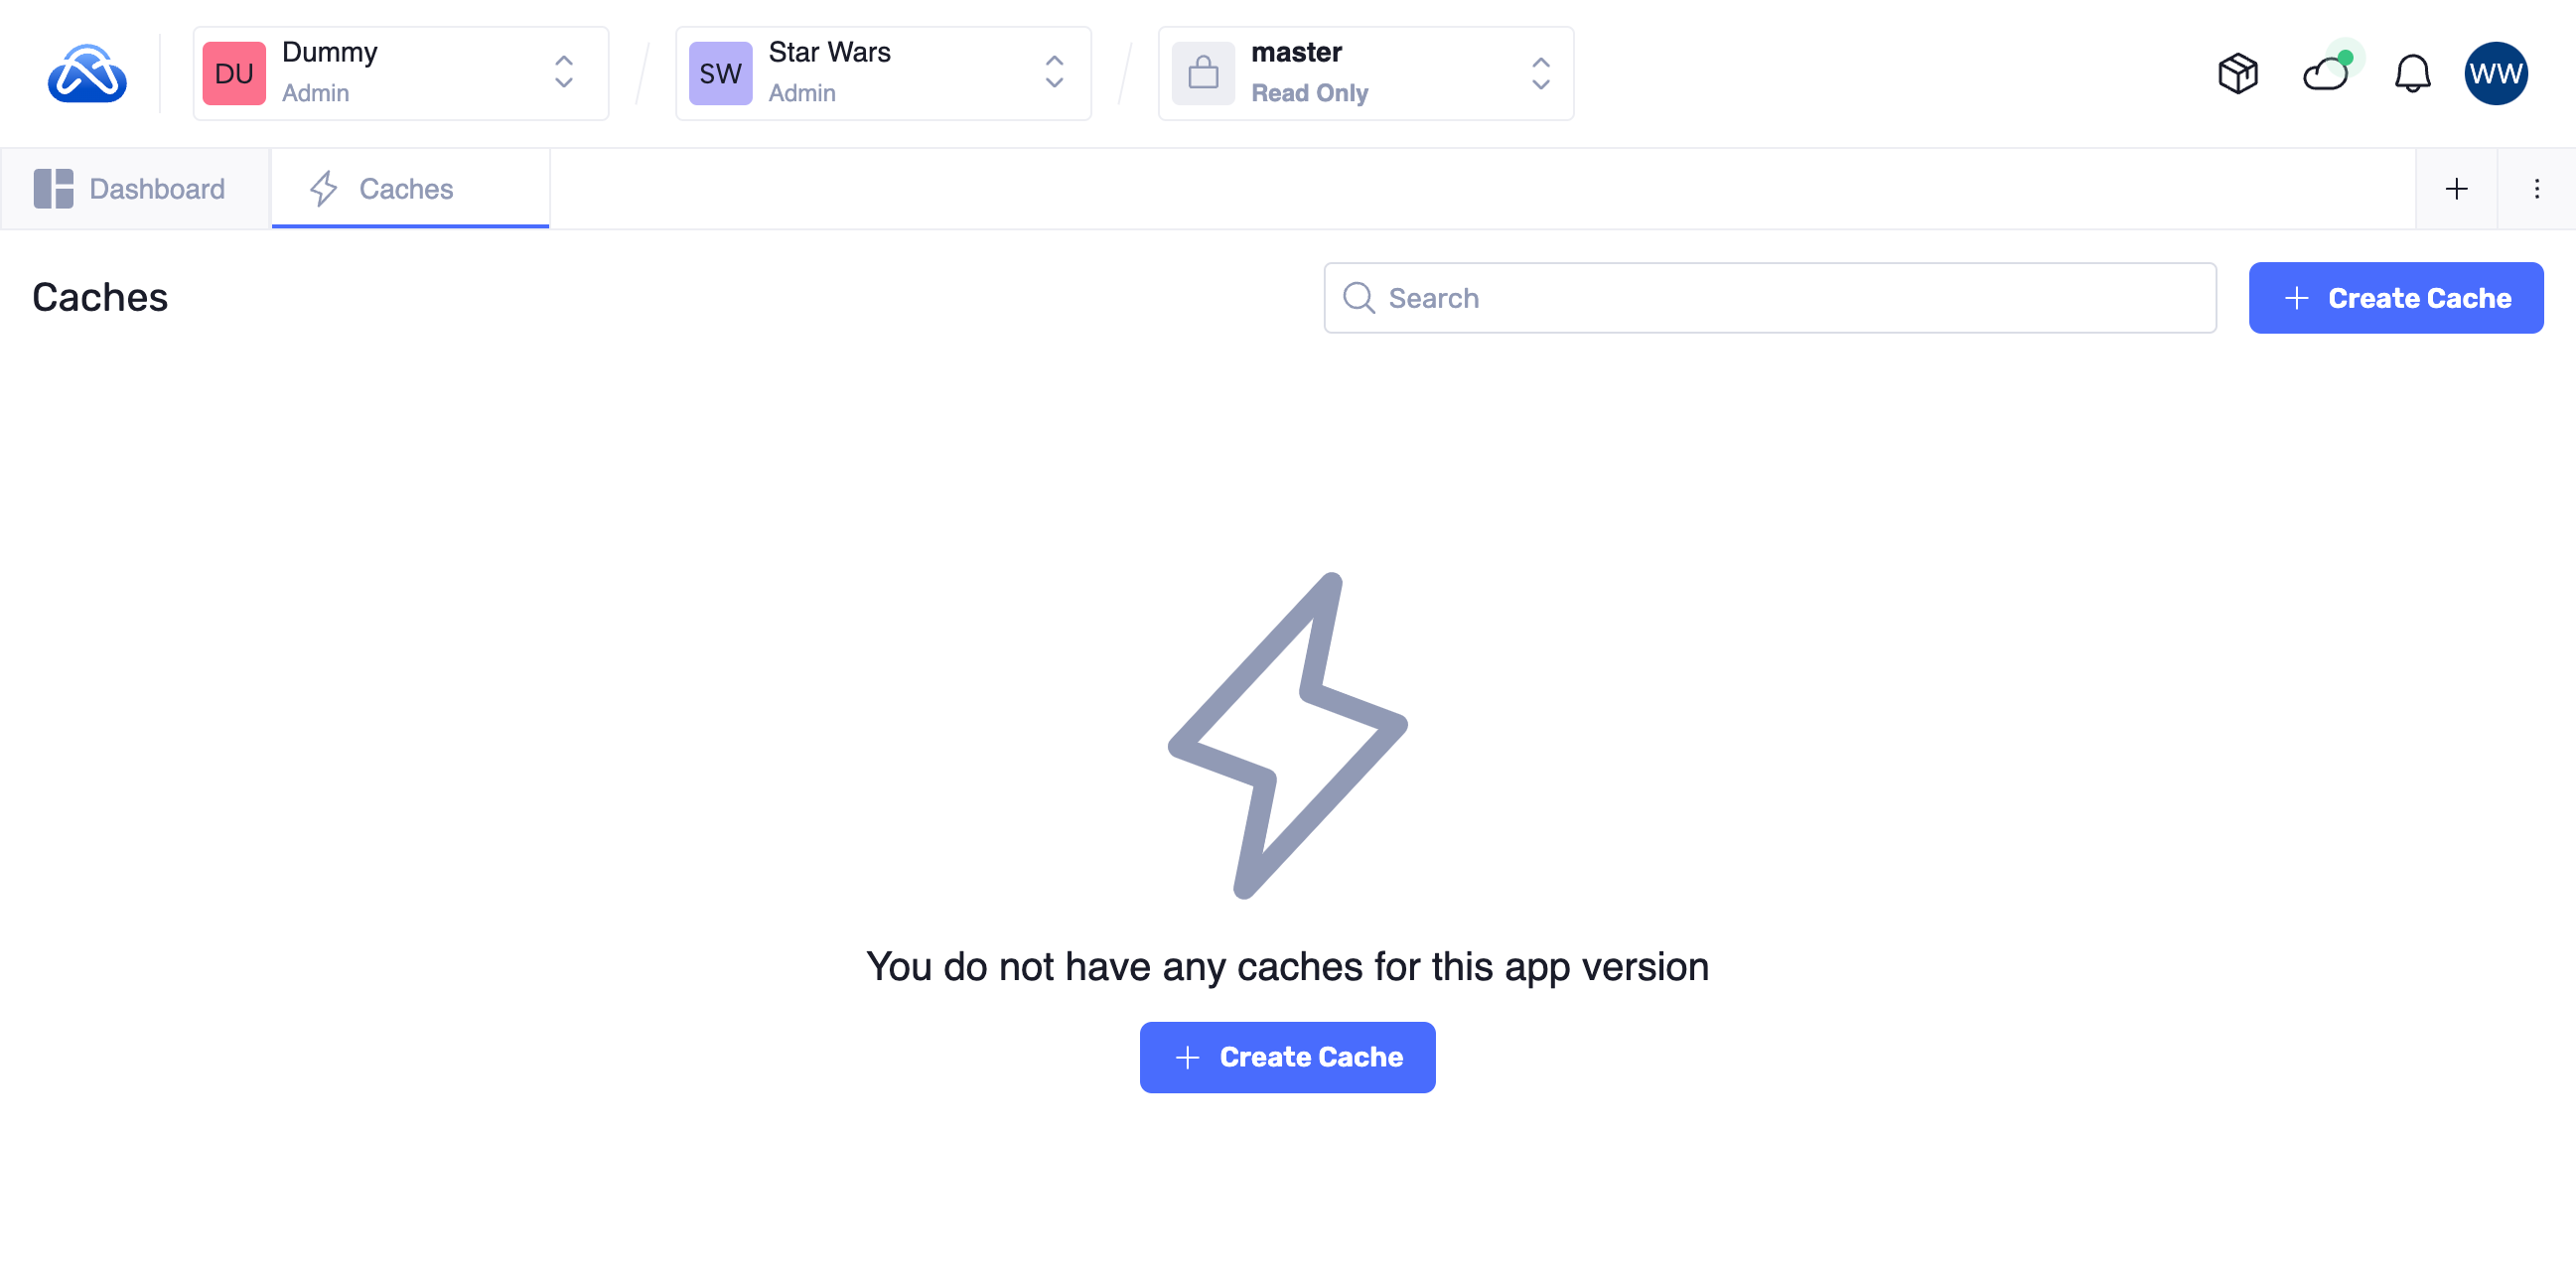 DU
Dummy
Admin
SW
Star Wars
Admin
master
Read Only
WW
Dashboard
Caches
Caches
Search
Create Cache
You do not have any caches for this app version
Create Cache